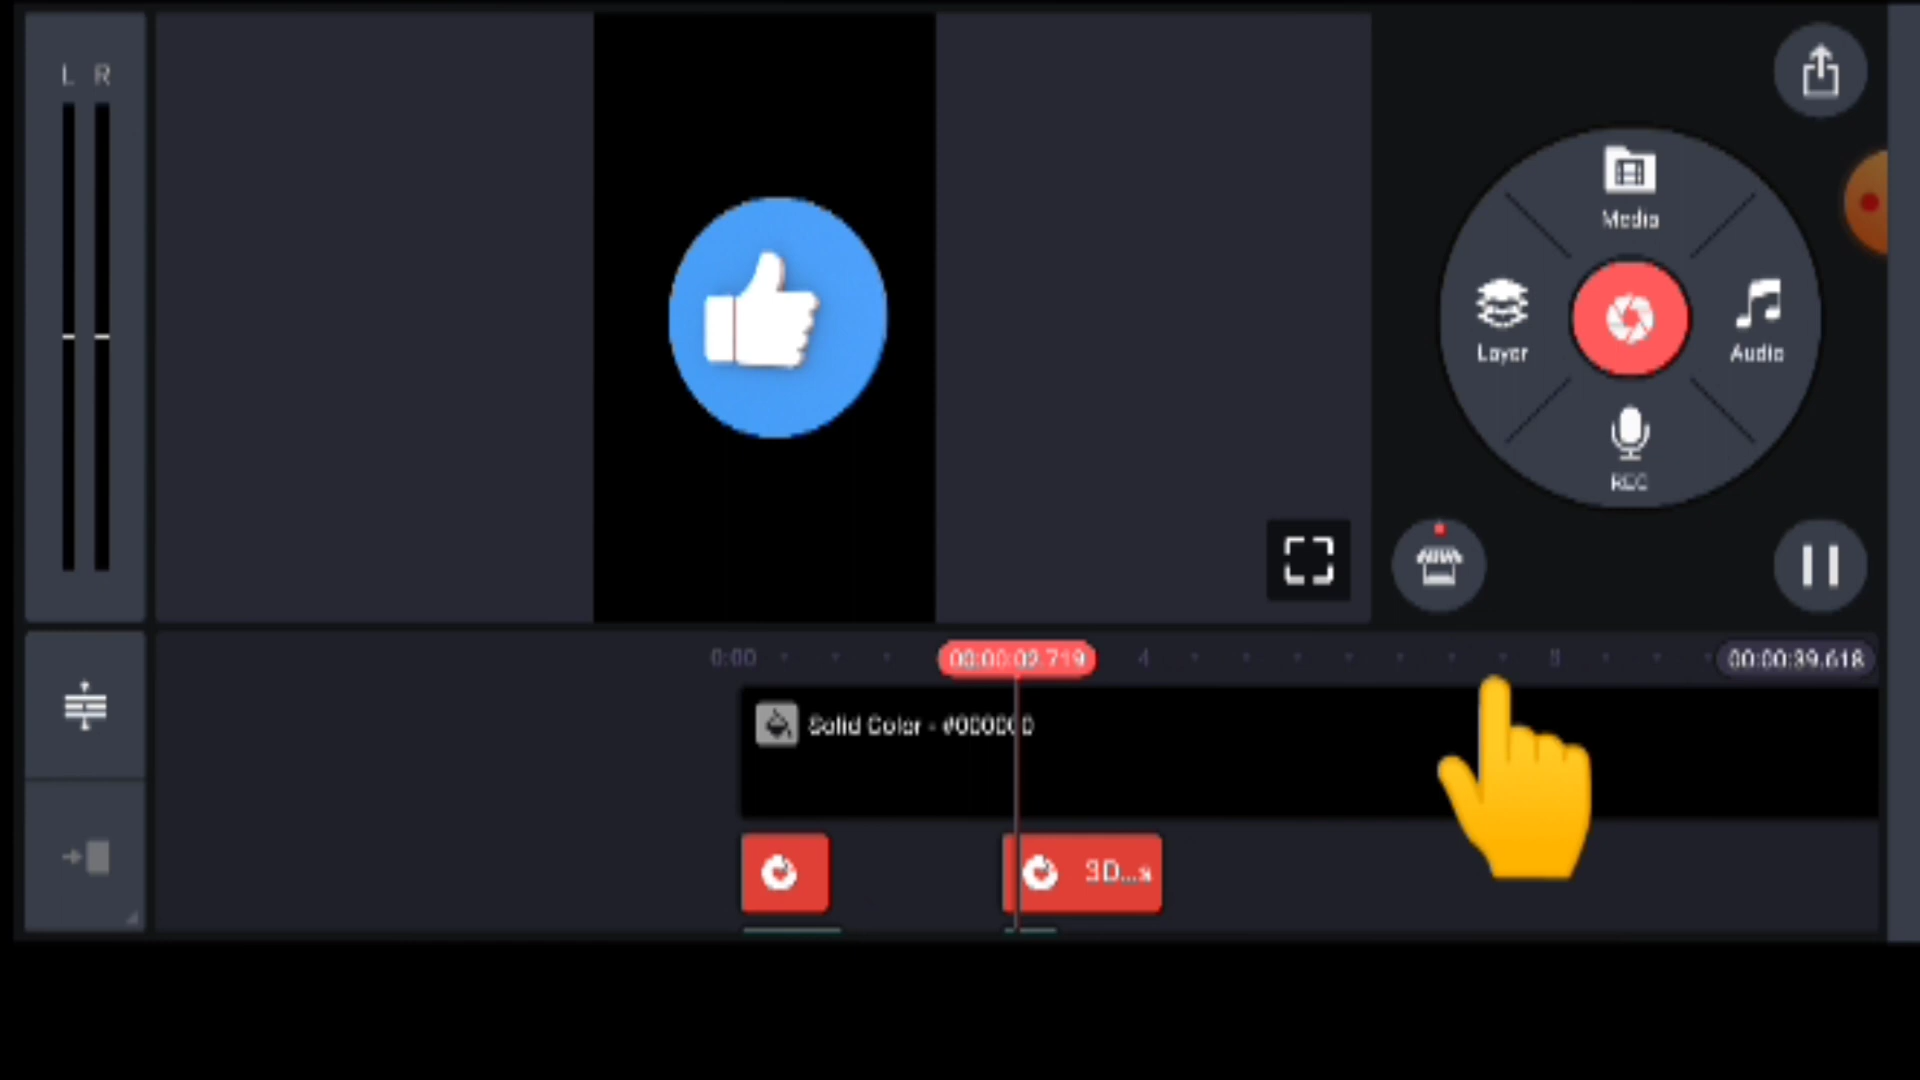 L R
Media
Layer
Audio
REC
0:00
00:00:02.719
4
8
00:00:39.618
Solid Color - #000000
3D...s